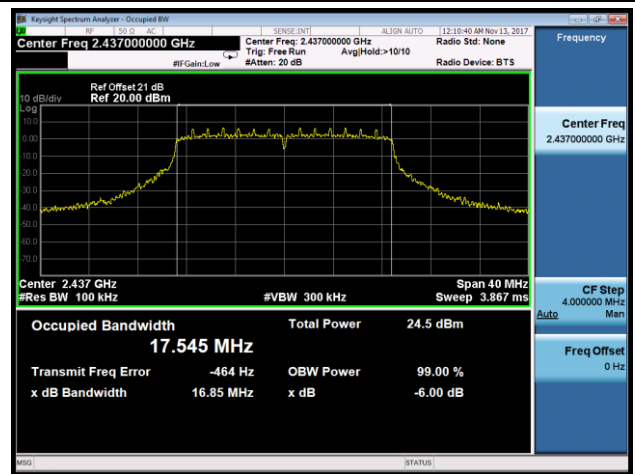 Keysight Spectrum Analyzer - Occupied BW
RF 50 Ω AC SENSE:INT ALIGN AUTO 12:10:40 AM Nov 13, 2017
Center Freq 2.437000000 GHz
Center Freq: 2.437000000 GHz
Radio Std: None
Trig: Free Run Avg|Hold:>10/10
#IFGain:Low
#Atten: 20 dB
Radio Device: BTS
Frequency
Ref Offset 21 dB
10 dB/div Ref 20.00 dBm
Log
10.0
0.00
-10.0
-20.0
-30.0
-40.0
-50.0
-60.0
-70.0
Center Freq
2.437000000 GHz
Center 2.437 GHz
Span 40 MHz
#Res BW 100 kHz
#VBW 300 kHz
Sweep 3.867 ms
CF Step
4.000000 MHz
Auto Man
Occupied Bandwidth
17.545 MHz
Total Power 24.5 dBm
Transmit Freq Error -464 Hz
OBW Power 99.00 %
x dB Bandwidth 16.85 MHz
x dB -6.00 dB
Freq Offset
0 Hz
MSG
STATUS